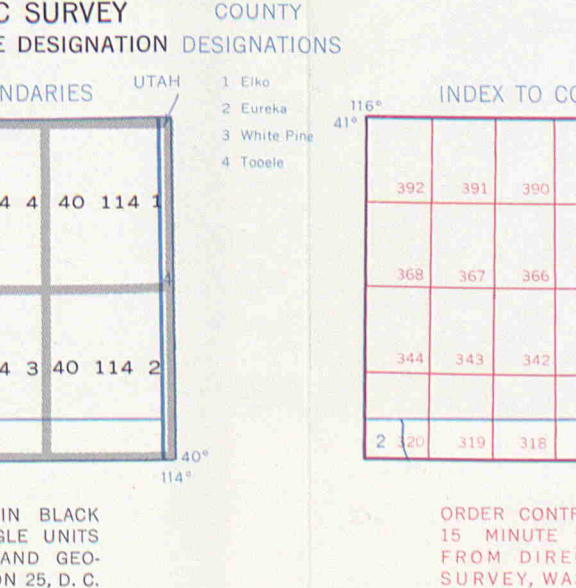 C SURVEY
E DESIGNATION
COUNTY
DESIGNATIONS
NDARIES
UTAH
1 Elko
2 Eureka
3 White Pine
4 Tooele
4 4 40 114 1
4
4 3 40 114 2
40°
114°
IN BLACK
GLE UNITS
AND GEO-
ON 25, D. C.
INDEX TO CO
116°
41°
392 391 390
368 367 366
344 343 342
2 320 319 318
ORDER CONTR
15 MINUTE
FROM DIRE
SURVEY, WA